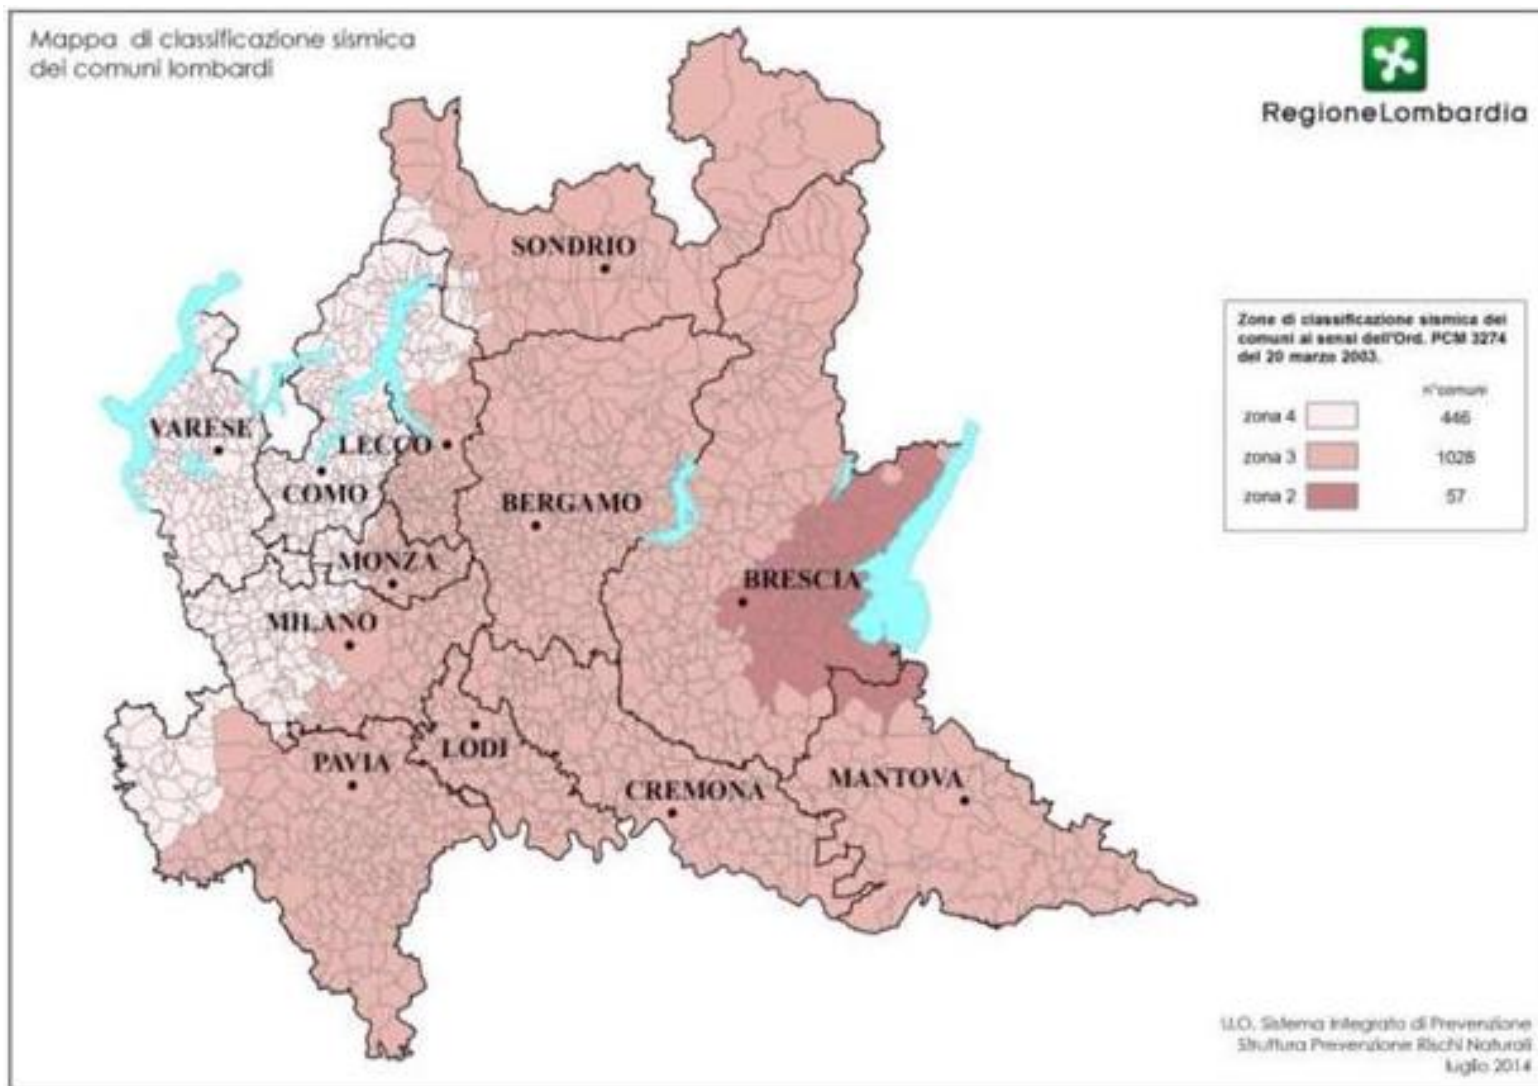 Mappa di classificazione sismica
dei comuni lombardi
RegioneLombardia
SONDRIO
VARESE
LECCO
COMO
BERGAMO
MONZA
BRESCIA
MILANO
PAVIA
LODI
CREMONA
MANTOVA
Zone di classificazione sismica dei
comuni ai sensi dell'Ord. PCM 3274
del 20 marzo 2003.
n°comuni
zona 4 446
zona 3 1028
zona 2 57
U.O. Sistema Integrato di Prevenzione
Struttura Prevenzione Rischi Naturali
luglio 2014